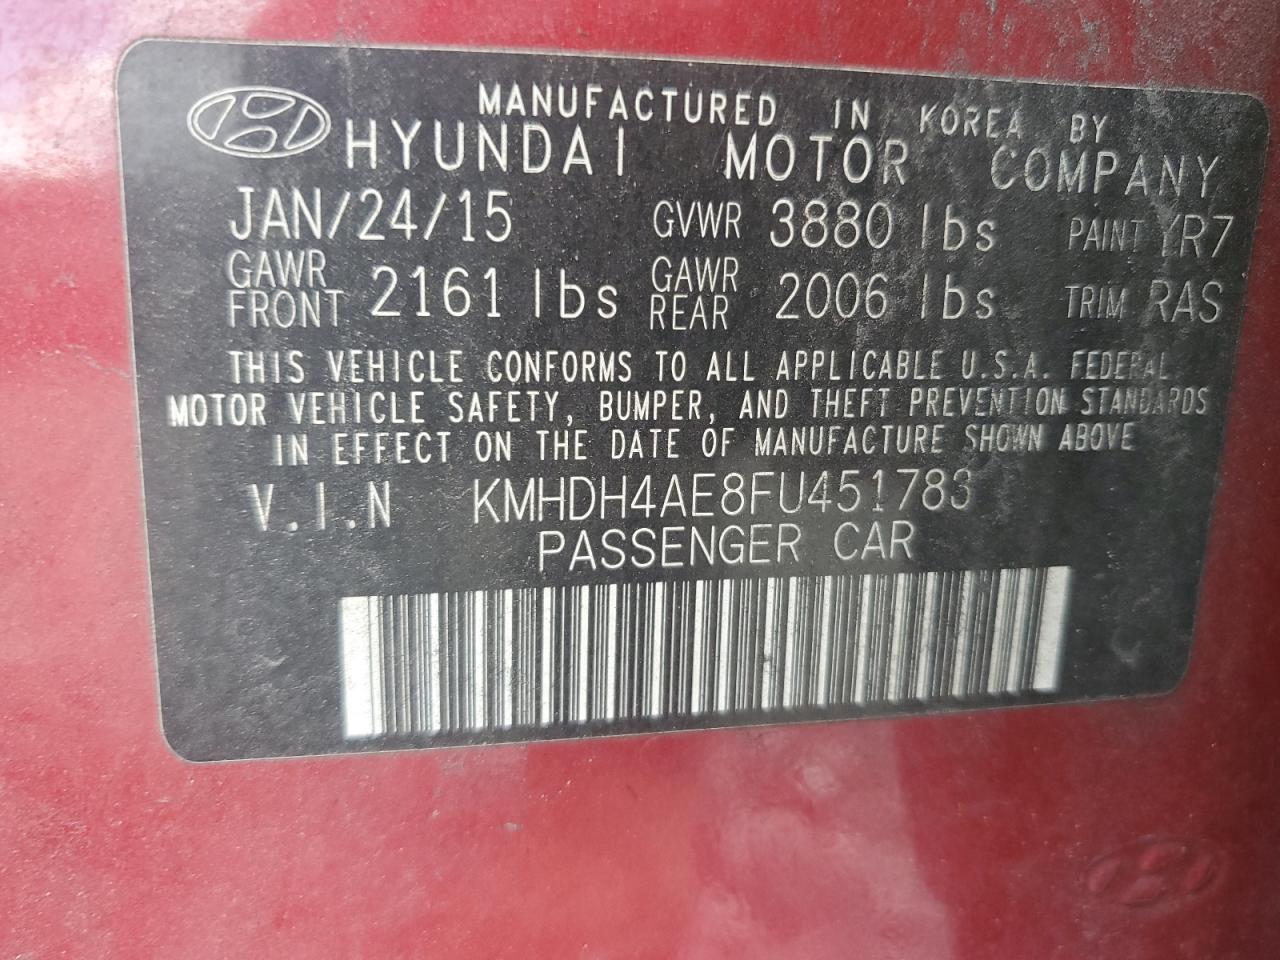 MANUFACTURED IN KOREA BY
HYUNDAI MOTOR COMPANY
JAN/24/15 GVWR 3880 lbs PAINT YR7
GAWR FRONT 2161 lbs GAWR REAR 2006 lbs TRIM RAS
THIS VEHICLE CONFORMS TO ALL APPLICABLE U.S.A. FEDERAL
MOTOR VEHICLE SAFETY, BUMPER, AND THEFT PREVENTION STANDARDS
IN EFFECT ON THE DATE OF MANUFACTURE SHOWN ABOVE
V.I.N KMHDH4AE8FU451783
PASSENGER CAR